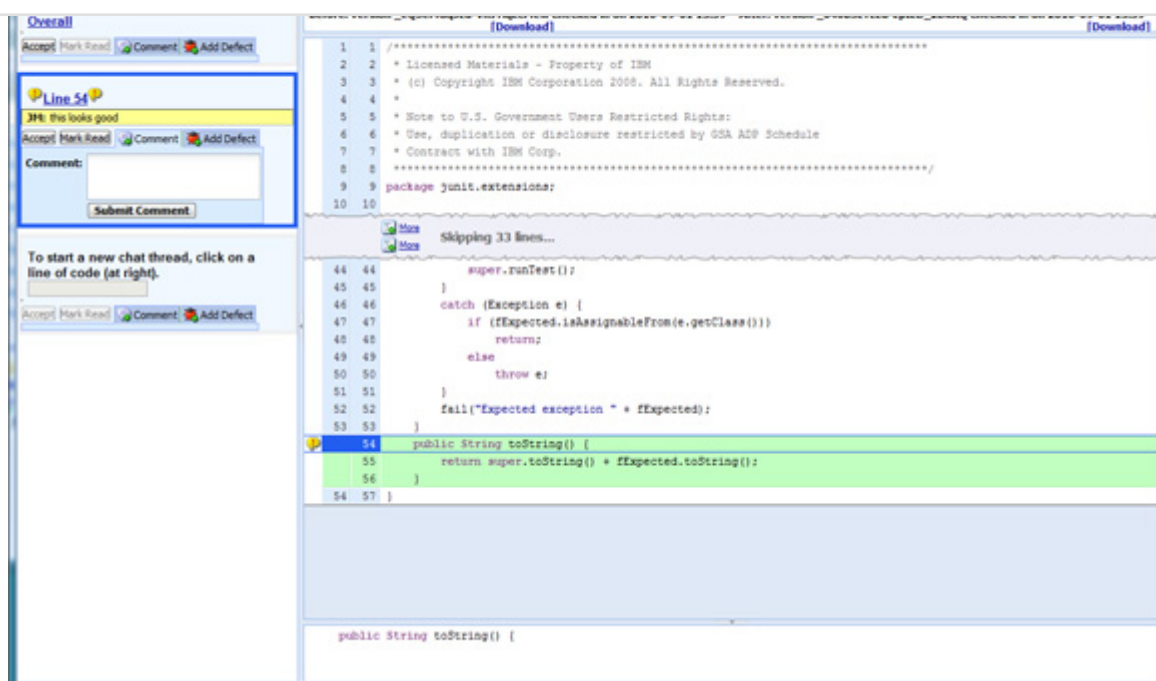 Overall
[Download] [Download]
Accept Mark Read Comment Add Defect
Line 54
JM: this looks good
Accept Mark Read Comment Add Defect
Comment:
Submit Comment
To start a new chat thread, click on a
line of code (at right).
Accept Mark Read Comment Add Defect
1 1 /******************************************************************************
2 2 * Licensed Materials - Property of IBM
3 3 * (c) Copyright IBM Corporation 2008. All Rights Reserved.
4 4 *
5 5 * Note to U.S. Government Users Restricted Rights:
6 6 * Use, duplication or disclosure restricted by GSA ADP Schedule
7 7 * Contract with IBM Corp.
8 8 ******************************************************************************/
9 9 package junit.extensions;
10 10
More
Skipping 33 lines...
More
44 44 super.runTest();
45 45 }
46 46 catch (Exception e) {
47 47 if (fExpected.isAssignableFrom(e.getClass()))
48 48 return;
49 49 else
50 50 throw e;
51 51 }
52 52 fail("Expected exception " + fExpected);
53 53 }
54 public String toString() {
55 return super.toString() + fExpected.toString();
56 }
54 57 }
public String toString() {